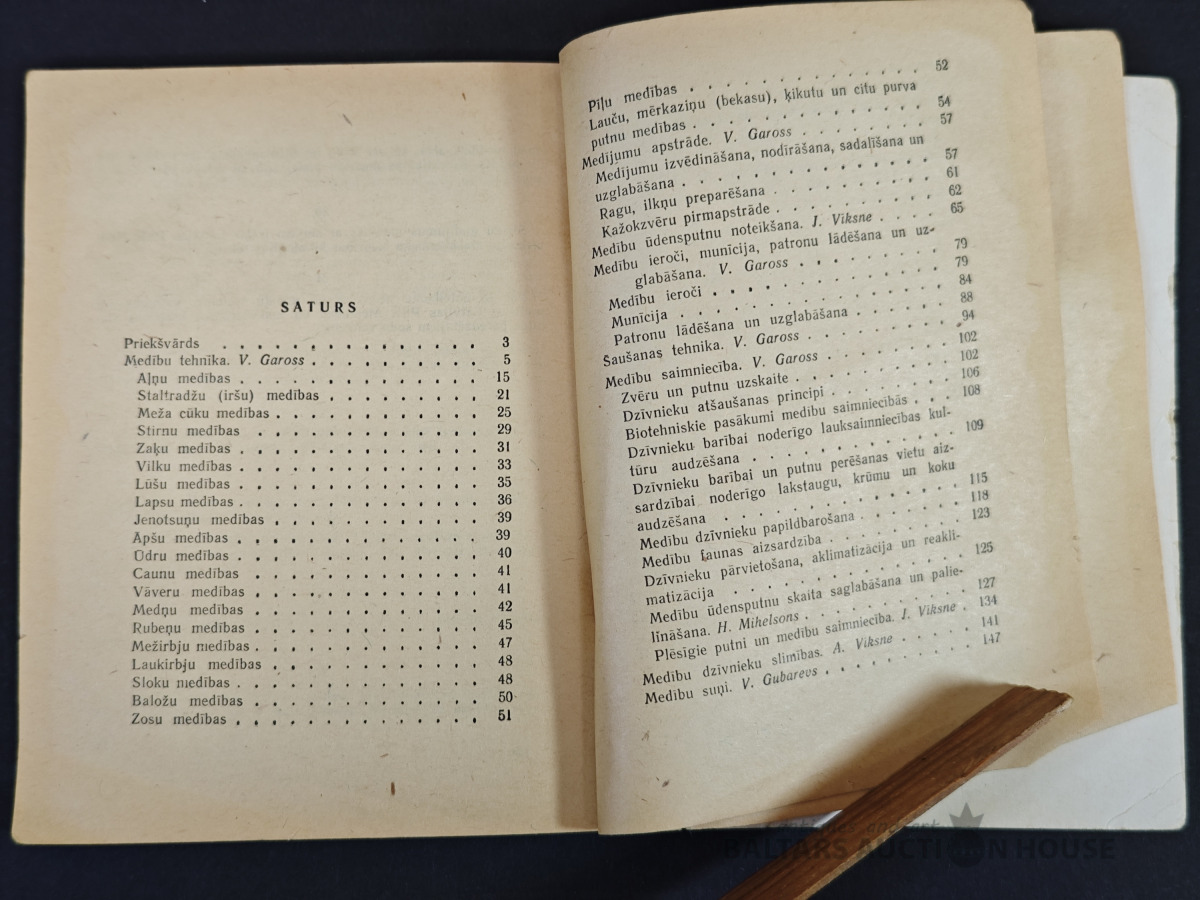 SATURS
Priekšvārds . . . . . . . . . . . . . . 3
Medību tehnika. V. Gaross . . . . . . . . . 5
Aļņu medības . . . . . . . . . . . . 15
Staltradžu (iršu) medības . . . . . . . . 21
Meža cūku medības . . . . . . . . . . 25
Stirnu medības . . . . . . . . . . . . 29
Zaķu medības . . . . . . . . . . . . 31
Vilku medības . . . . . . . . . . . . 33
Lūšu medības . . . . . . . . . . . . 35
Lapsu medības . . . . . . . . . . . . 36
Jenotsuņu medības . . . . . . . . . . . 39
Āpšu medības . . . . . . . . . . . . 39
Ūdru medības . . . . . . . . . . . . 40
Caunu medības . . . . . . . . . . . . 41
Vāveru medības . . . . . . . . . . . . 41
Medņu medības . . . . . . . . . . . . 42
Rubeņu medības . . . . . . . . . . . . 45
Mežirbju medības . . . . . . . . . . . 47
Laukirbju medības . . . . . . . . . . . 48
Sloku medības . . . . . . . . . . . . 48
Baložu medības . . . . . . . . . . . . 50
Zosu medības . . . . . . . . . . . . 51
Pīļu medības . . . . . . . . . . . . 52
Lauču, mērkaziņu (bekasu), ķikutu un citu purva
putnu medības . . . . . . . . . . . . 54
Medījumu apstrāde. V. Gaross . . . . . . . . 57
Medījumu izvēdināšana, nodīrāšana, sadalīšana un
uzglabāšana . . . . . . . . . . . . 57
Ragu, ilkņu preparēšana . . . . . . . . . 61
Kažokzvēru pirmapstrāde . . . . . . . . . 62
Medību ūdensputnu noteikšana. J. Viksne . . . . 65
Medību ieroči, munīcija, patronu lādēšana un uz-
glabāšana. V. Gaross . . . . . . . . . 79
Medību ieroči . . . . . . . . . . . . 79
Munīcija . . . . . . . . . . . . . 84
Patronu lādēšana un uzglabāšana . . . . . . 88
Šaušanas tehnika. V. Gaross . . . . . . . . 94
Medību saimniecība. V. Gaross . . . . . . . 102
Zvēru un putnu uzskaite . . . . . . . . . 102
Dzīvnieku atšaušanas principi . . . . . . . 106
Biotehniskie pasākumi medību saimniecībās . . . 108
Dzīvnieku barībai noderīgo lauksaimniecības kul-
tūru audzēšana . . . . . . . . . . . 109
Dzīvnieku barībai un putnu perēšanas vietu aiz-
sardzībai noderīgo lakstaugu, krūmu un koku
audzēšana . . . . . . . . . . . . . 115
Medību dzīvnieku papildbarošana . . . . . . 118
Medību faunas aizsardzība . . . . . . . . 123
Dzīvnieku pārvietošana, aklimatizācija un reakli-
matizācija . . . . . . . . . . . . . 125
Medību ūdensputnu skaita saglabāšana un palie-
lināšana. H. Mihelsons . . . . . . . . . 127
Plēsīgie putni un medību saimniecība. J. Viksne . 134
Medību dzīvnieku slimības. A. Viksne . . . . . 141
Medību suņi. V. Gubarevs . . . . . . . . . 147
BALTARS AUCTION HOUSE